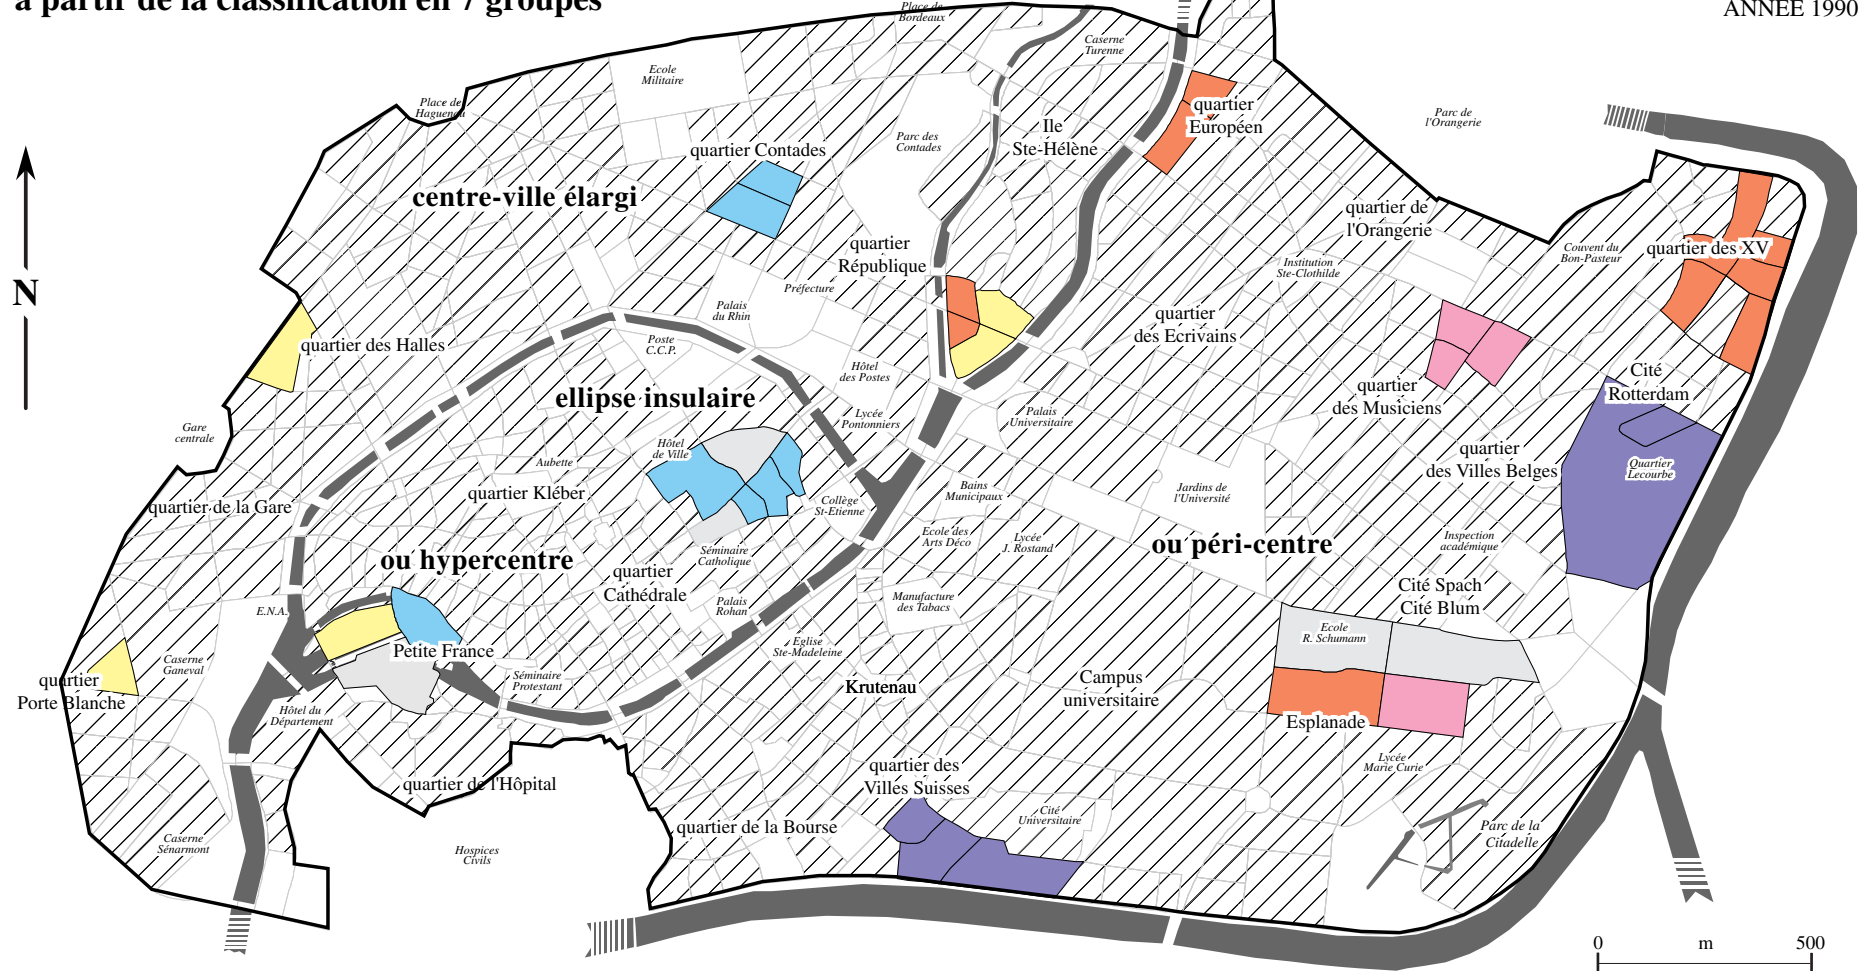 à partir de la classification en 7 groupes
ANNEE 1990
Place de
Bordeaux
Caserne
Turenne
Ecole
Militaire
Place de
Haguenau
quartier
Européen
Parc de
l'Orangerie
Ile
Ste-Hélène
Parc des
Contades
quartier Contades
centre-ville élargi
quartier de
l'Orangerie
quartier
République
Couvent du
Bon-Pasteur
quartier des XV
Institution
Ste-Clothilde
Préfecture
N
Palais
du Rhin
quartier
des Ecrivains
quartier des Halles
Poste
C.C.P.
Hôtel
des Postes
Cité
Rotterdam
ellipse insulaire
quartier
des Musiciens
Lycée
Pontonniers
Palais
Universitaire
Gare
centrale
Hôtel
de Ville
Aubette
quartier
des Villes Belges
Quartier
Lecourbe
quartier Kléber
quartier de la Gare
Collège
St-Etienne
Bains
Municipaux
Jardins de
l'Université
Ecole des
Arts Déco
Lycée
J. Rostand
ou péri-centre
Inspection
académique
ou hypercentre
Séminaire
Catholique
quartier
Cathédrale
Cité Spach
Cité Blum
Palais
Rohan
Manufacture
des Tabacs
E.N.A.
Ecole
R. Schumann
Eglise
Ste-Madeleine
Petite France
Caserne
Ganeval
quartier
Porte Blanche
Séminaire
Protestant
Krutenau
Campus
universitaire
Hôtel du
Département
Esplanade
Lycée
Marie Curie
quartier de l'Hôpital
quartier des
Villes Suisses
Cité
Universitaire
quartier de la Bourse
Parc de la
Citadelle
Caserne
Sénarmont
Hospices
Civils
0 m 500